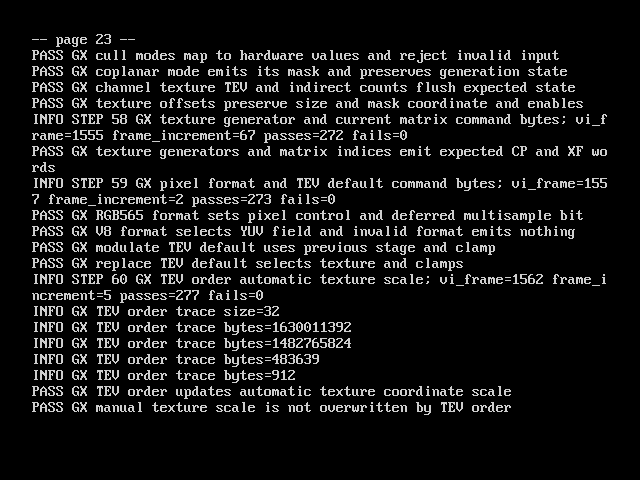 -- page 23 --
PASS GX cull modes map to hardware values and reject invalid input
PASS GX coplanar mode emits its mask and preserves generation state
PASS GX channel texture TEV and indirect counts flush expected state
PASS GX texture offsets preserve size and mask coordinate and enables
INFO STEP 58 GX texture generator and current matrix command bytes; vi_f
rame=1555 frame_increment=67 passes=272 fails=0
PASS GX texture generators and matrix indices emit expected CP and XF wo
rds
INFO STEP 59 GX pixel format and TEV default command bytes; vi_frame=155
7 frame_increment=2 passes=273 fails=0
PASS GX RGB565 format sets pixel control and deferred multisample bit
PASS GX V8 format selects YUV field and invalid format emits nothing
PASS GX modulate TEV default uses previous stage and clamp
PASS GX replace TEV default selects texture and clamps
INFO STEP 60 GX TEV order automatic texture scale; vi_frame=1562 frame_i
ncrement=5 passes=277 fails=0
INFO GX TEV order trace size=32
INFO GX TEV order trace bytes=1630011392
INFO GX TEV order trace bytes=1482765824
INFO GX TEV order trace bytes=483639
INFO GX TEV order trace bytes=912
PASS GX TEV order updates automatic texture coordinate scale
PASS GX manual texture scale is not overwritten by TEV order